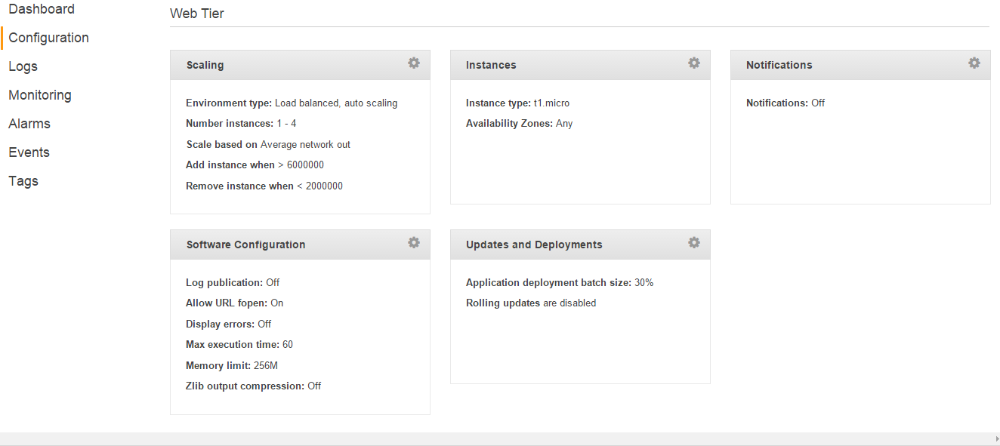 Dashboard
Configuration
Logs
Monitoring
Alarms
Events
Tags
Web Tier
Scaling
Environment type: Load balanced, auto scaling
Number instances: 1 - 4
Scale based on Average network out
Add instance when > 6000000
Remove instance when < 2000000
Instances
Instance type: t1.micro
Availability Zones: Any
Notifications
Notifications: Off
Software Configuration
Log publication: Off
Allow URL fopen: On
Display errors: Off
Max execution time: 60
Memory limit: 256M
Zlib output compression: Off
Updates and Deployments
Application deployment batch size: 30%
Rolling updates are disabled